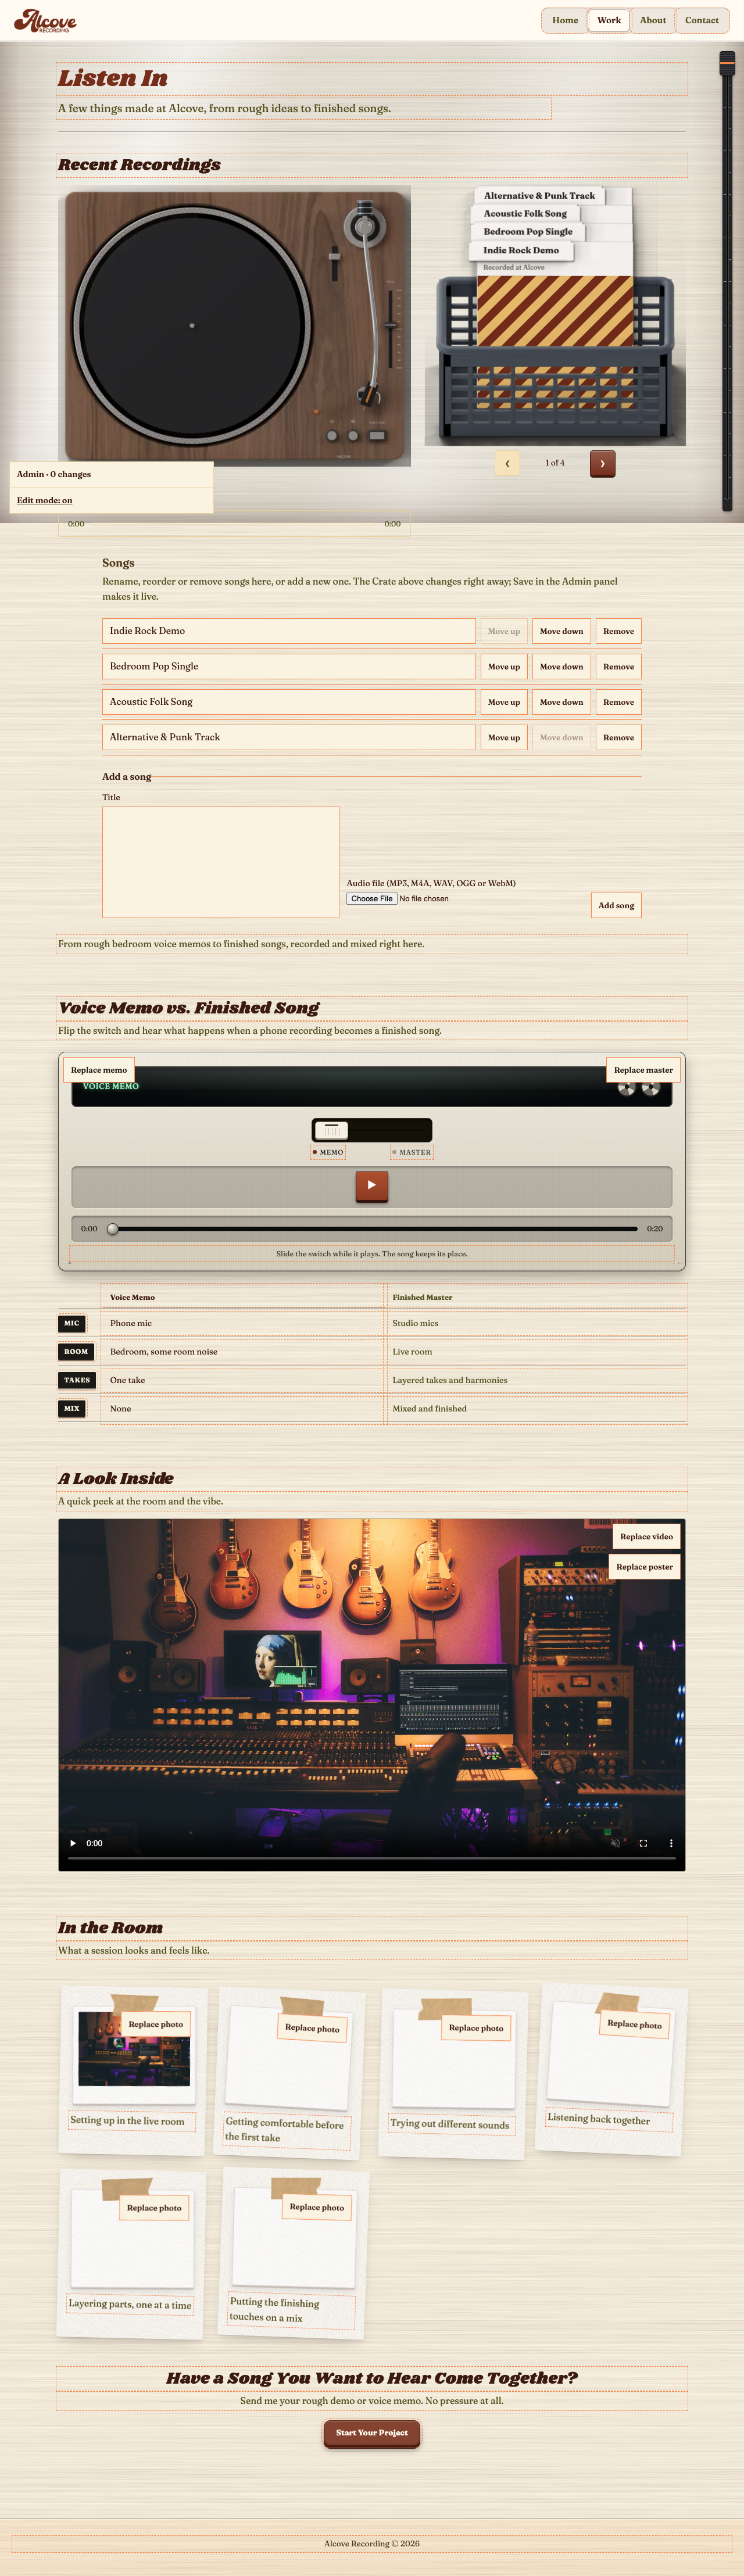 Alcove
RECORDING
Home
Work
About
Contact
Listen In
A few things made at Alcove, from rough ideas to finished songs.
Recent Recordings
Alternative & Punk Track
Acoustic Folk Song
Bedroom Pop Single
Indie Rock Demo
Recorded at Alcove
1 of 4
Admin · 0 changes
Edit mode: on
0:00
0:00
Songs
Rename, reorder or remove songs here, or add a new one. The Crate above changes right away; Save in the Admin panel
makes it live.
Indie Rock Demo
Move up
Move down
Remove
Bedroom Pop Single
Move up
Move down
Remove
Acoustic Folk Song
Move up
Move down
Remove
Alternative & Punk Track
Move up
Move down
Remove
Add a song
Title
Audio file (MP3, M4A, WAV, OGG or WebM)
Choose File No file chosen
Add song
From rough bedroom voice memos to finished songs, recorded and mixed right here.
Voice Memo vs. Finished Song
Flip the switch and hear what happens when a phone recording becomes a finished song.
Replace memo
Replace master
VOICE MEMO
MEMO
MASTER
0:00
0:20
Slide the switch while it plays. The song keeps its place.
Voice Memo
Finished Master
MIC
Phone mic
Studio mics
ROOM
Bedroom, some room noise
Live room
TAKES
One take
Layered takes and harmonies
MIX
None
Mixed and finished
A Look Inside
A quick peek at the room and the vibe.
Replace video
Replace poster
0:00
In the Room
What a session looks and feels like.
Replace photo
Replace photo
Replace photo
Replace photo
Setting up in the live room
Getting comfortable before
the first take
Trying out different sounds
Listening back together
Replace photo
Replace photo
Layering parts, one at a time
Putting the finishing
touches on a mix
Have a Song You Want to Hear Come Together?
Send me your rough demo or voice memo. No pressure at all.
Start Your Project
Alcove Recording © 2026